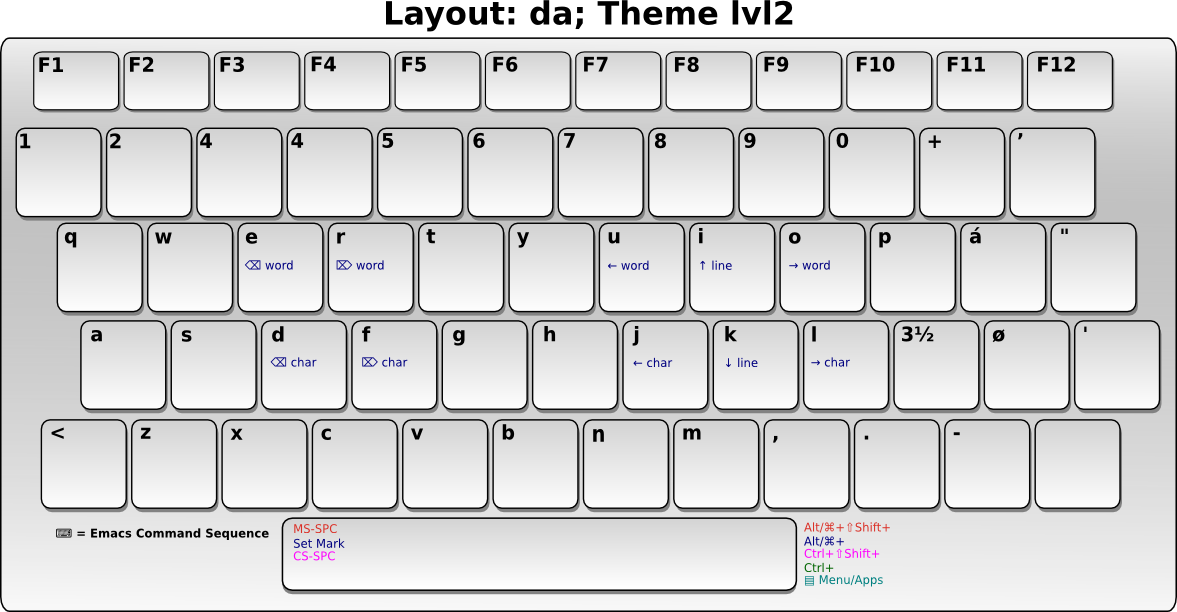 Layout: da; Theme lvl2
F1 F2 F3 F4 F5 F6 F7 F8 F9 F10 F11 F12
1 2 4 4 5 6 7 8 9 0 + ’
q w e r t y u i o p á "
⌫ word ⌦ word ← word ↑ line → word
a s d f g h j k l 3½ ø '
⌫ char ⌦ char ← char ↓ line → char
< z x c v b n m , . -
⌨ = Emacs Command Sequence
MS-SPC
Set Mark
CS-SPC
Alt/⌘+⇧Shift+
Alt/⌘+
Ctrl+⇧Shift+
Ctrl+
▤ Menu/Apps